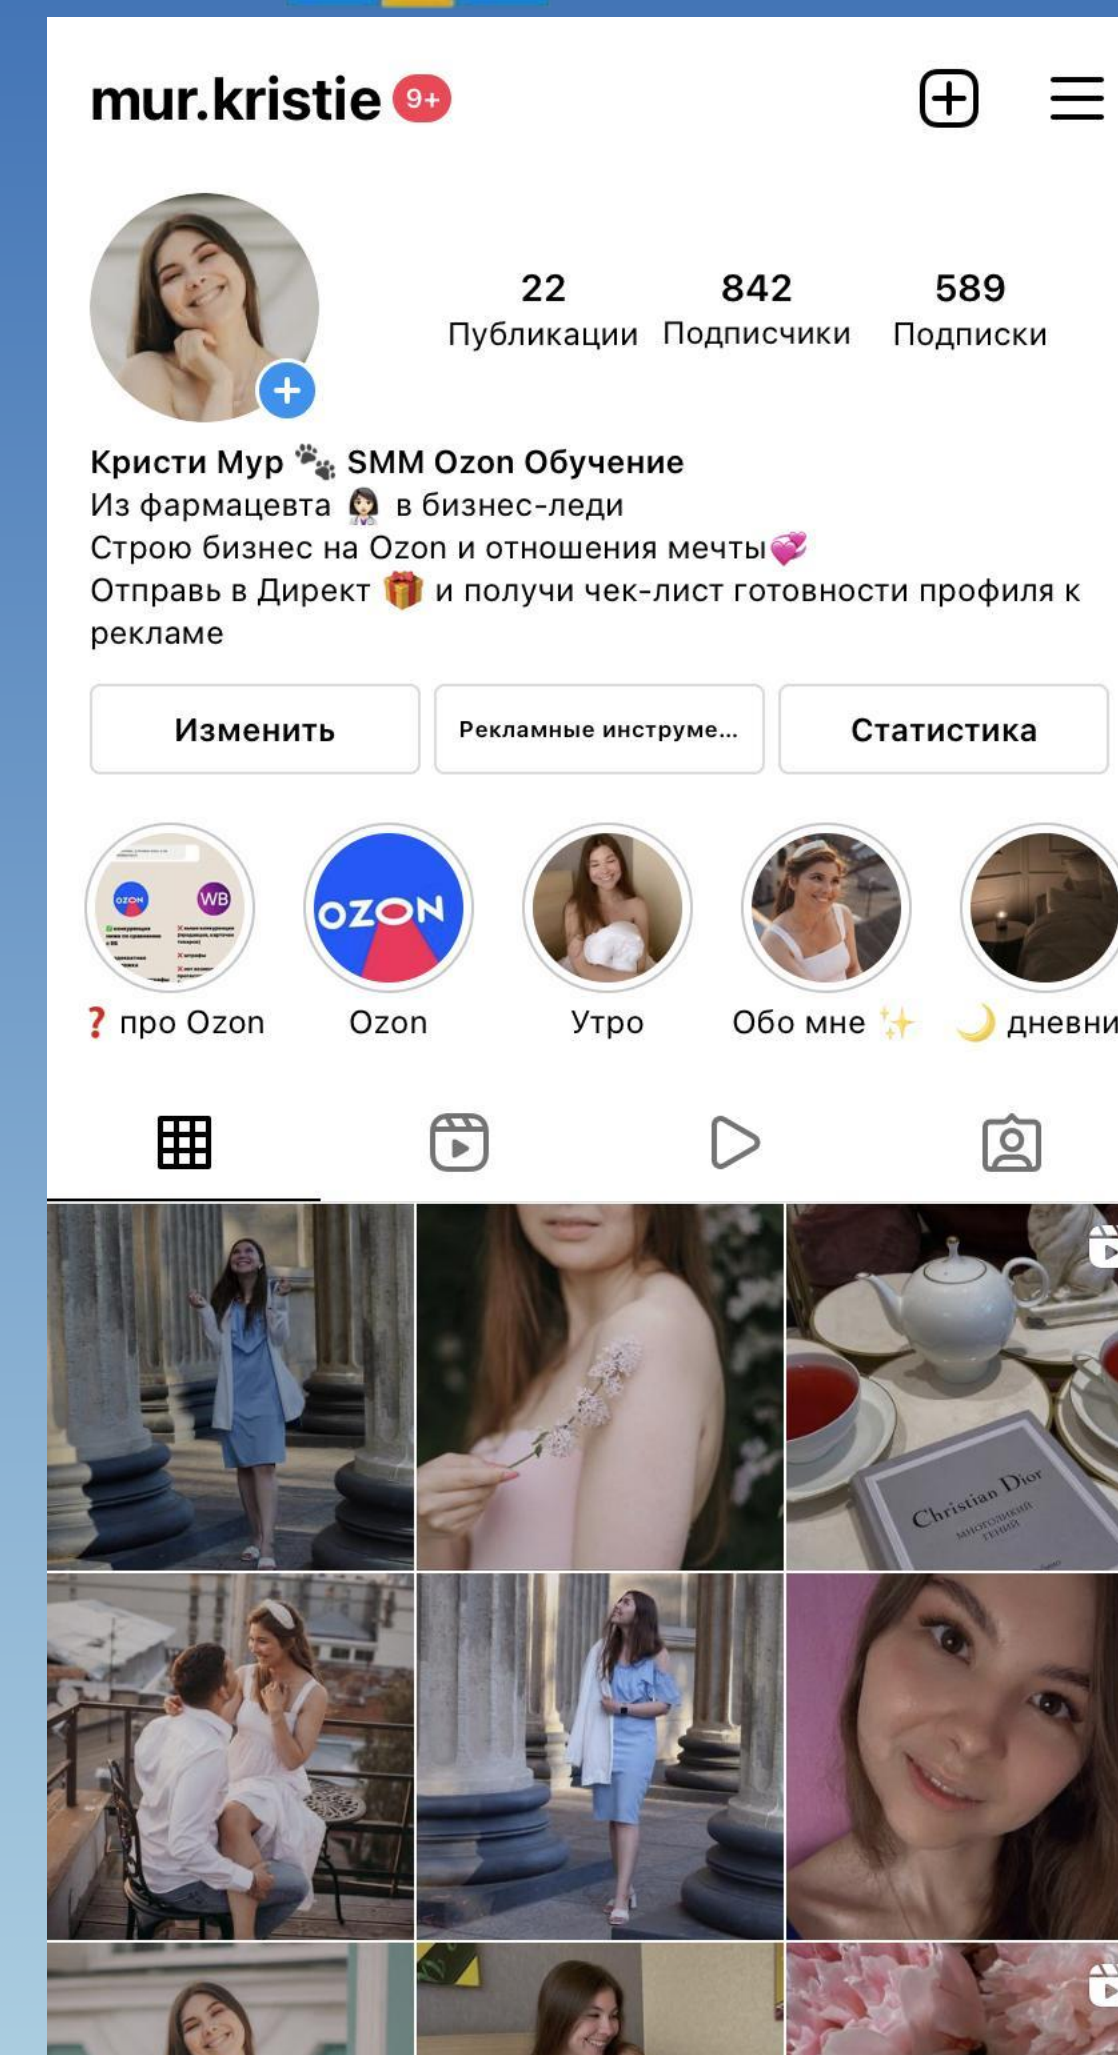 mur.kristie 9+
22 842 589
Публикации Подписчики Подписки
Кристи Мур 🐾 SMM Ozon Обучение
Из фармацевта 👩🏻‍⚕️ в бизнес-леди
Строю бизнес на Ozon и отношения мечты💞
Отправь в Директ 🎁 и получи чек-лист готовности профиля к
рекламе
Изменить Рекламные инструме... Статистика
OZON WB
OZON
❓ про Ozon Ozon Утро Обо мне ✨ 🌙 дневни
Christian Dior
МНОГОЛИКИЙ
ГЕНИЙ